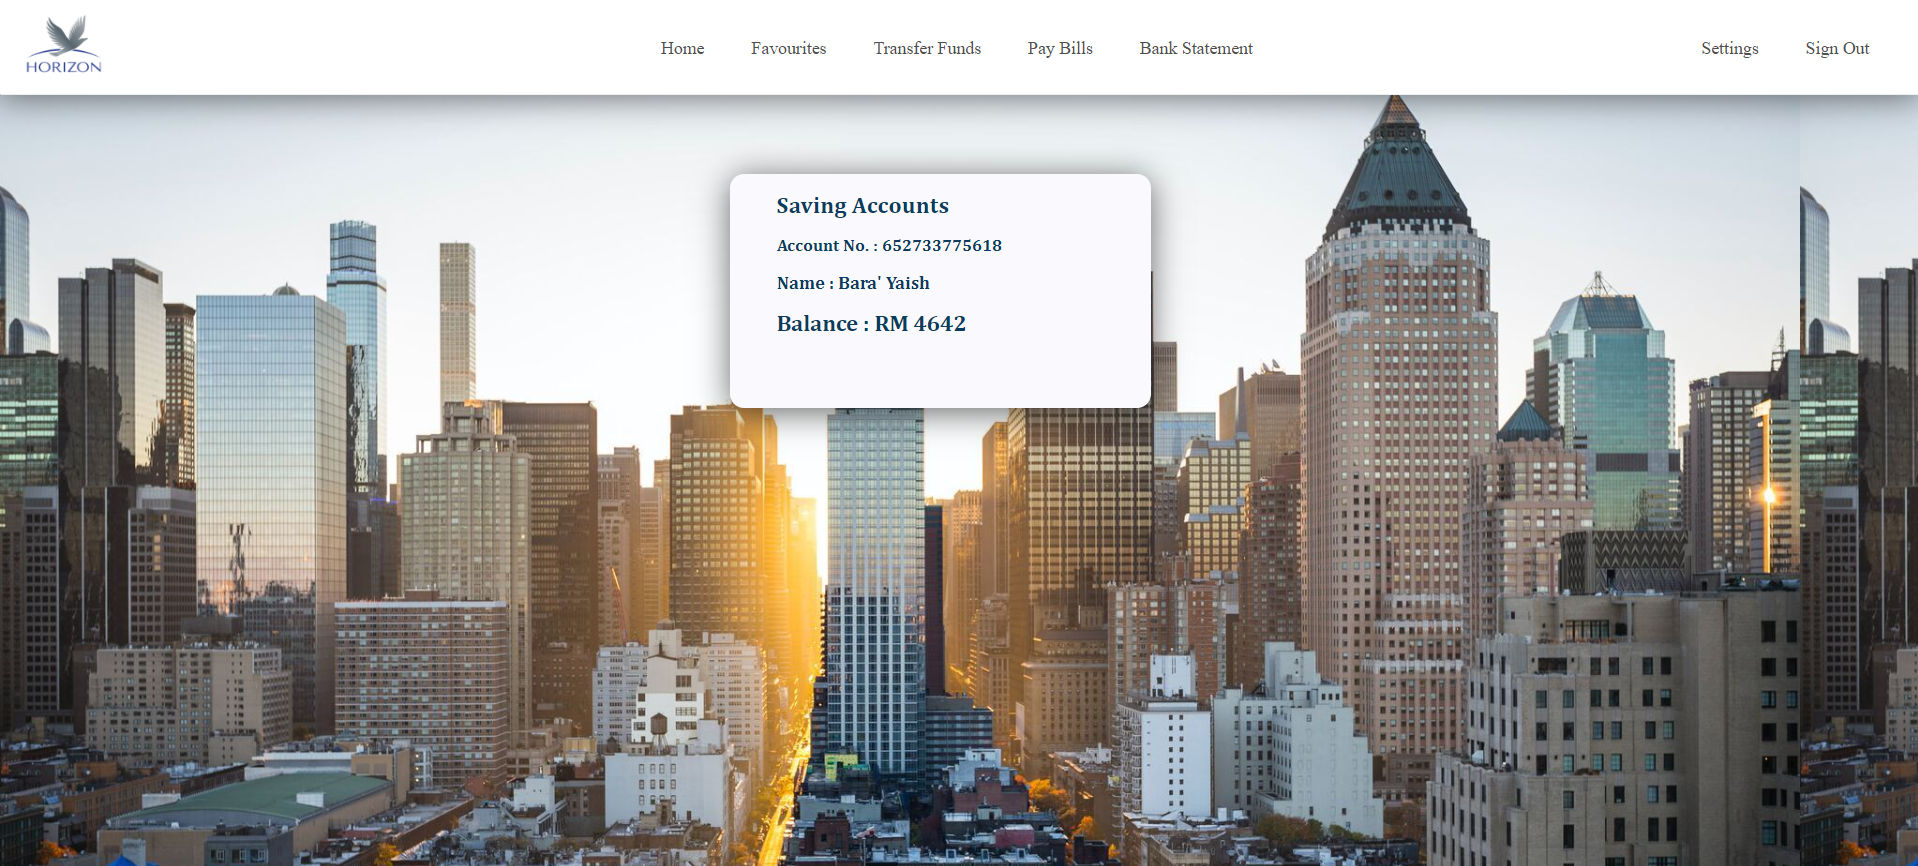 HORIZON
Home Favourites Transfer Funds Pay Bills Bank Statement Settings Sign Out
Saving Accounts
Account No. : 652733775618
Name : Bara' Yaish
Balance : RM 4642